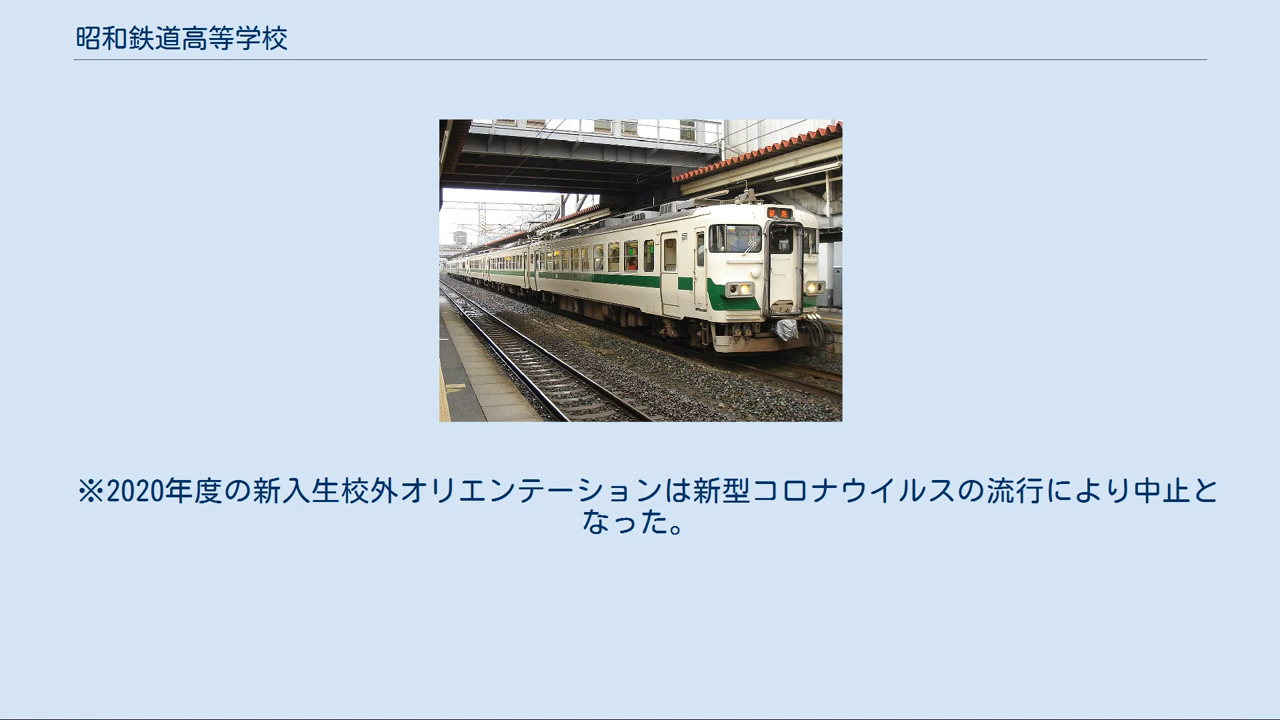 昭和鉄道高等学校
※2020年度の新入生校外オリエンテーションは新型コロナウイルスの流行により中止と
なった。